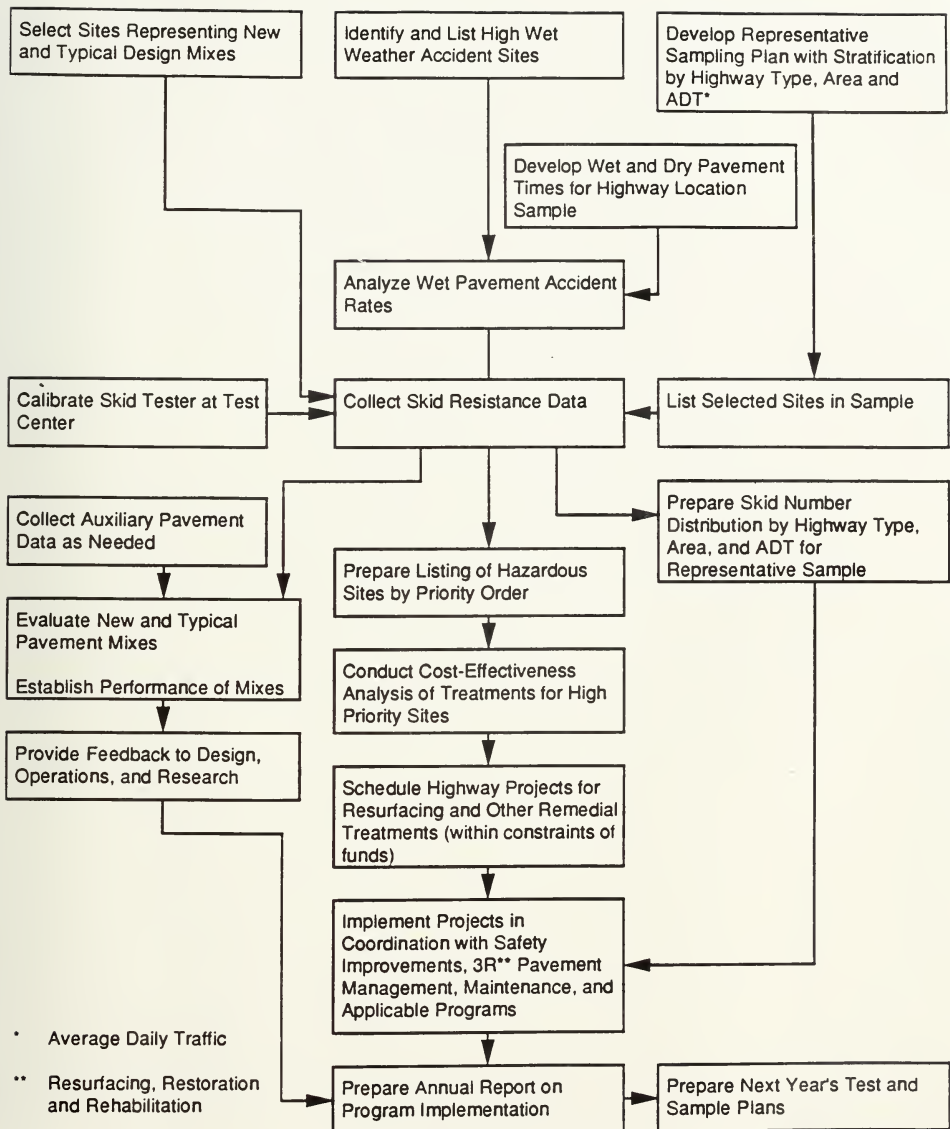 Select Sites Representing New
and Typical Design Mixes
Identify and List High Wet
Weather Accident Sites
Develop Representative
Sampling Plan with Stratification
by Highway Type, Area and
ADT*
Develop Wet and Dry Pavement
Times for Highway Location
Sample
Analyze Wet Pavement Accident
Rates
Calibrate Skid Tester at Test
Center
Collect Skid Resistance Data
List Selected Sites in Sample
Collect Auxiliary Pavement
Data as Needed
Prepare Skid Number
Distribution by Highway Type,
Area, and ADT for
Representative Sample
Prepare Listing of Hazardous
Sites by Priority Order
Evaluate New and Typical
Pavement Mixes
Establish Performance of Mixes
Conduct Cost-Effectiveness
Analysis of Treatments for High
Priority Sites
Provide Feedback to Design,
Operations, and Research
Schedule Highway Projects for
Resurfacing and Other Remedial
Treatments (within constraints of
funds)
Implement Projects in
Coordination with Safety
Improvements, 3R** Pavement
Management, Maintenance, and
Applicable Programs
* Average Daily Traffic
** Resurfacing, Restoration
and Rehabilitation
Prepare Annual Report on
Program Implementation
Prepare Next Year's Test and
Sample Plans